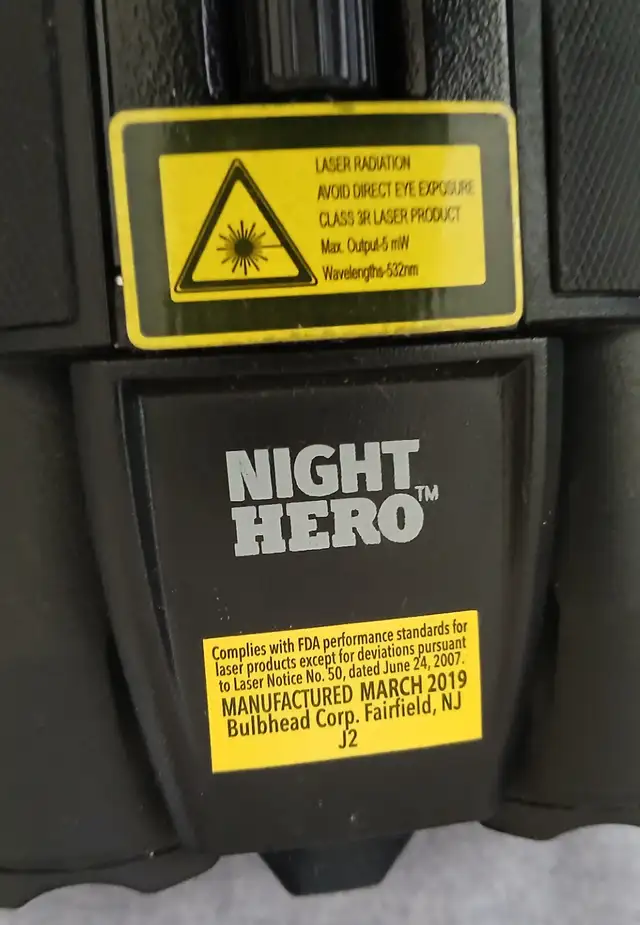 LASER RADIATION
AVOID DIRECT EYE EXPOSURE
CLASS 3R LASER PRODUCT
Max. Output-5 mW
Wavelengths-532nm
NIGHT
HERO™
Complies with FDA performance standards for
laser products except for deviations pursuant
to Laser Notice No. 50, dated June 24, 2007.
MANUFACTURED MARCH 2019
Bulbhead Corp. Fairfield, NJ
J2